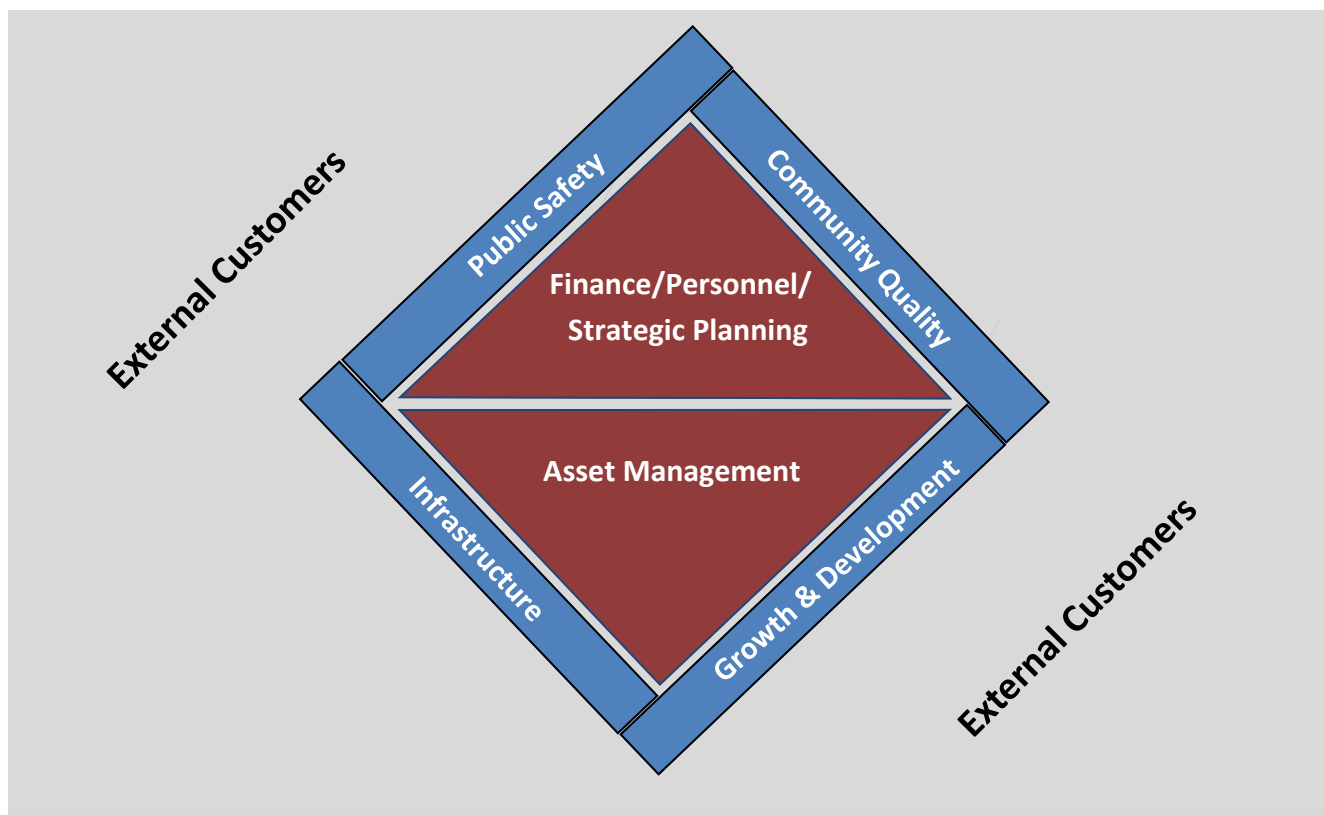 External Customers
Public Safety
Community Quality
Finance/Personnel/
Strategic Planning
Asset Management
Infrastructure
Growth & Development
External Customers